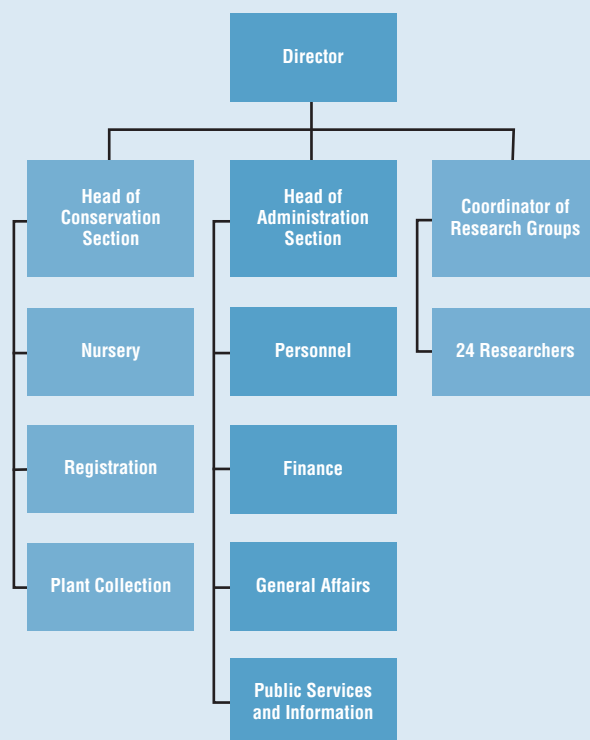 Director
Head of
Conservation
Section
Head of
Administration
Section
Coordinator of
Research Groups
Nursery
Personnel
24 Researchers
Registration
Finance
Plant Collection
General Affairs
Public Services
and Information